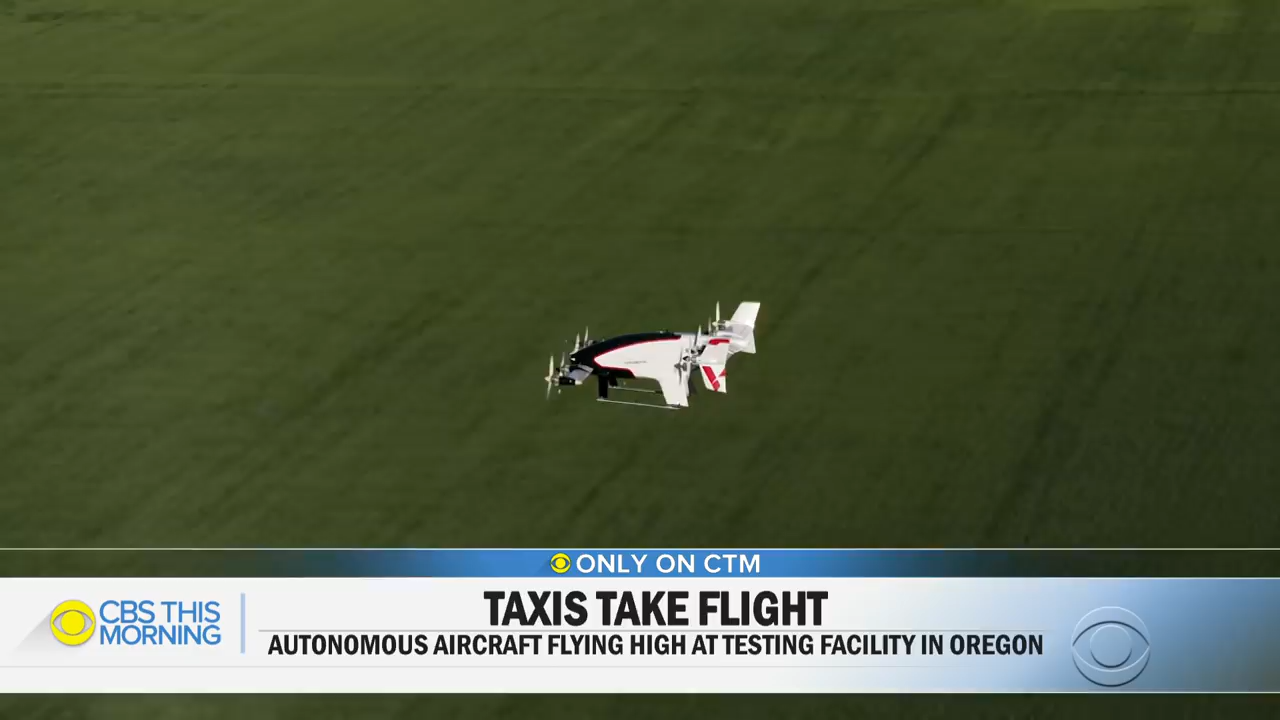 ONLY ON CTM
CBS THIS
MORNING
TAXIS TAKE FLIGHT
AUTONOMOUS AIRCRAFT FLYING HIGH AT TESTING FACILITY IN OREGON